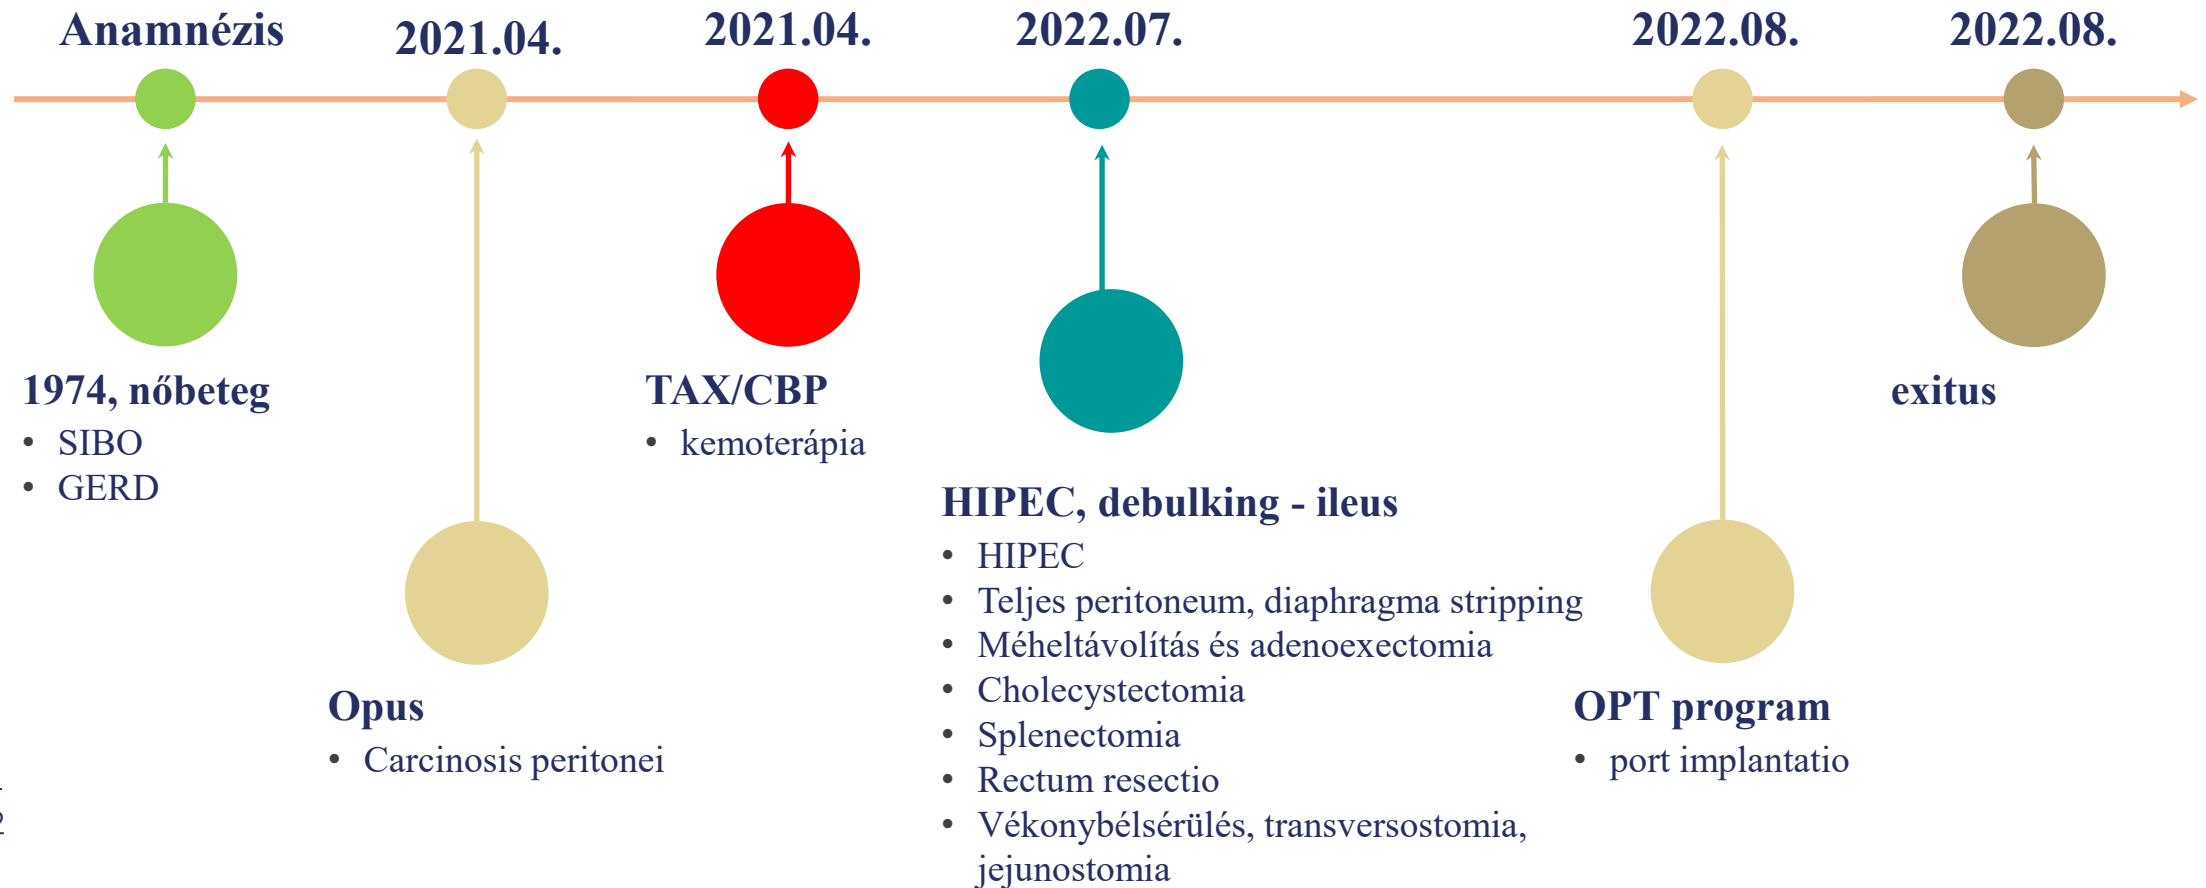 Anamnézis
2021.04.
2021.04.
2022.07.
2022.08.
2022.08.
1974, nőbeteg
• SIBO
• GERD
Opus
• Carcinosis peritonei
TAX/CBP
• kemoterápia
HIPEC, debulking - ileus
• HIPEC
• Teljes peritoneum, diaphragma stripping
• Méheltávolítás és adenoexectomia
• Cholecystectomia
• Splenectomia
• Rectum resectio
• Vékonybélsérülés, transversostomia,
jejunostomia
OPT program
• port implantatio
exitus